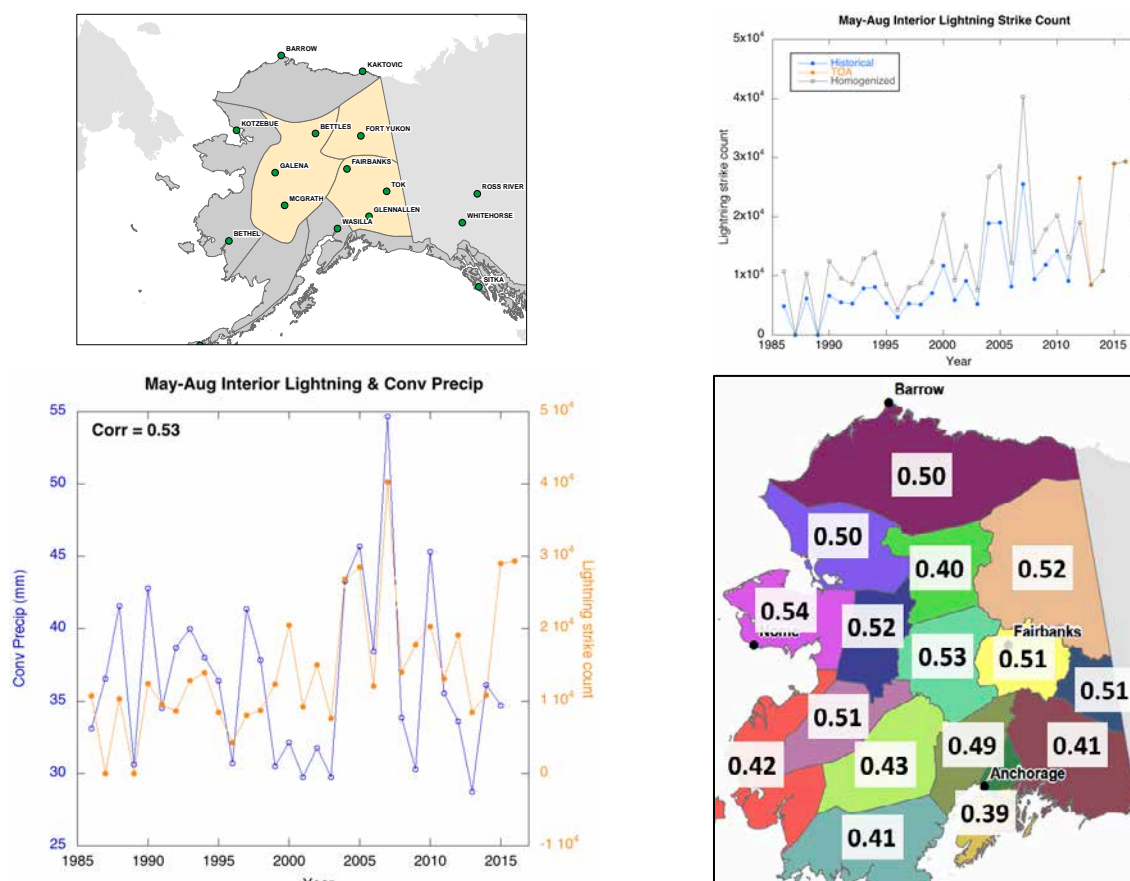 BARROW
KAKTOVIC
KOTZEBUE
BETTLES
FORT YUKON
GALENA
FAIRBANKS
TOK
ROSS RIVER
MCGRATH
GLENNALLEN
WHITEHORSE
BETHEL
WASILLA
SITKA
May-Aug Interior Lightning Strike Count
5x10⁴
4x10⁴
3x10⁴
2x10⁴
1x10⁴
0
Lightning strike count
Historical
TOA
Homogenized
1985 1990 1995 2000 2005 2010 2015
Year
May-Aug Interior Lightning & Conv Precip
Corr = 0.53
55
50
45
40
35
30
25
Conv Precip (mm)
5 10⁴
4 10⁴
3 10⁴
2 10⁴
1 10⁴
0
-1 10⁴
Lightning strike count
1985 1990 1995 2000 2005 2010 2015
Year
Barrow
0.50
0.50
0.40
0.52
0.54
Nome
0.52
0.53
Fairbanks
0.51
0.51
0.51
0.49
0.41
0.42
0.43
Anchorage
0.39
0.41